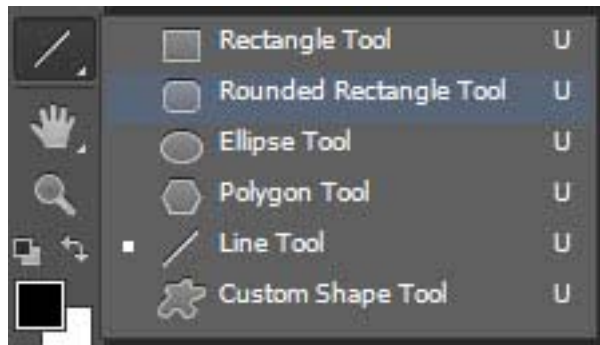 Rectangle Tool U
Rounded Rectangle Tool U
Ellipse Tool U
Polygon Tool U
Line Tool U
Custom Shape Tool U